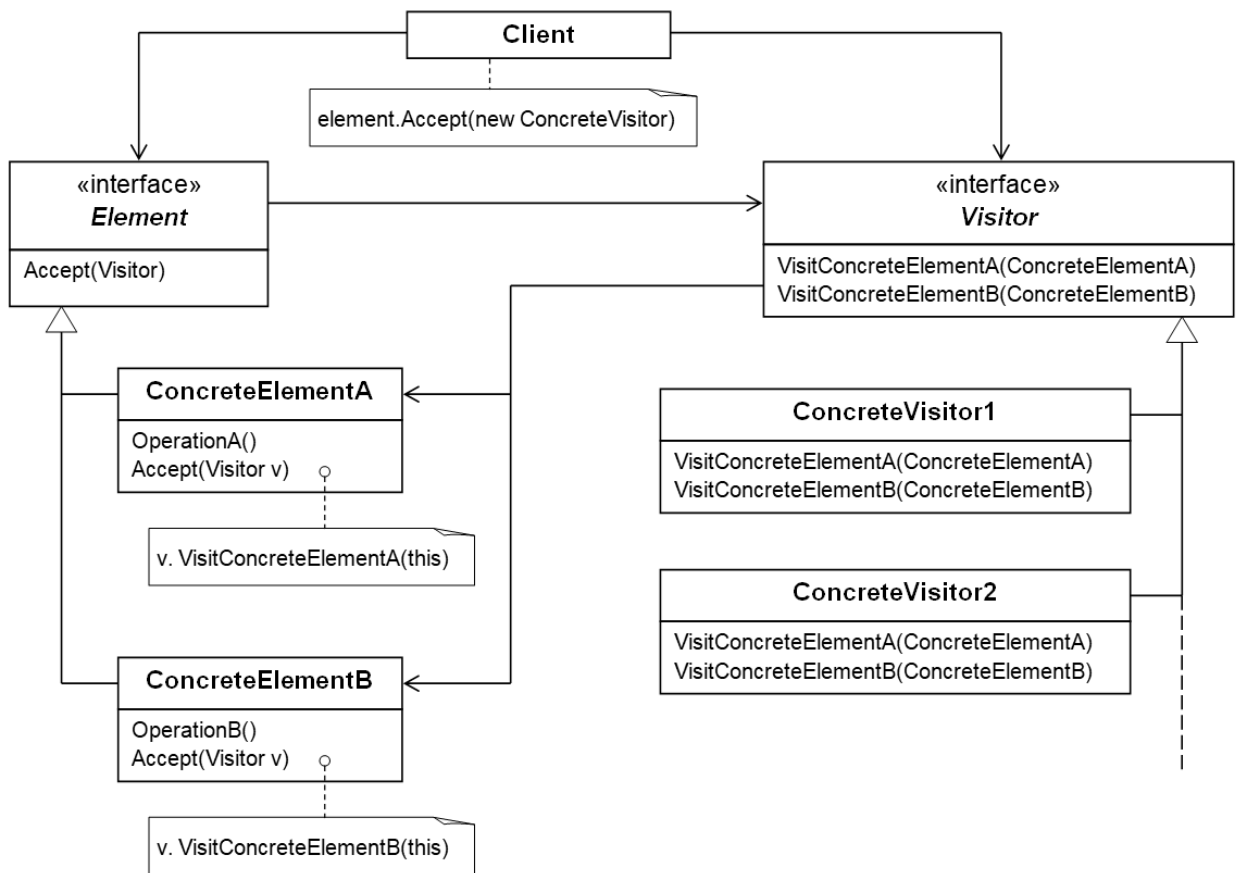 Client
element.Accept(new ConcreteVisitor)
«interface»
Element
Accept(Visitor)
«interface»
Visitor
VisitConcreteElementA(ConcreteElementA)
VisitConcreteElementB(ConcreteElementB)
ConcreteElementA
OperationA()
Accept(Visitor v)
v. VisitConcreteElementA(this)
ConcreteVisitor1
VisitConcreteElementA(ConcreteElementA)
VisitConcreteElementB(ConcreteElementB)
ConcreteVisitor2
VisitConcreteElementA(ConcreteElementA)
VisitConcreteElementB(ConcreteElementB)
ConcreteElementB
OperationB()
Accept(Visitor v)
v. VisitConcreteElementB(this)